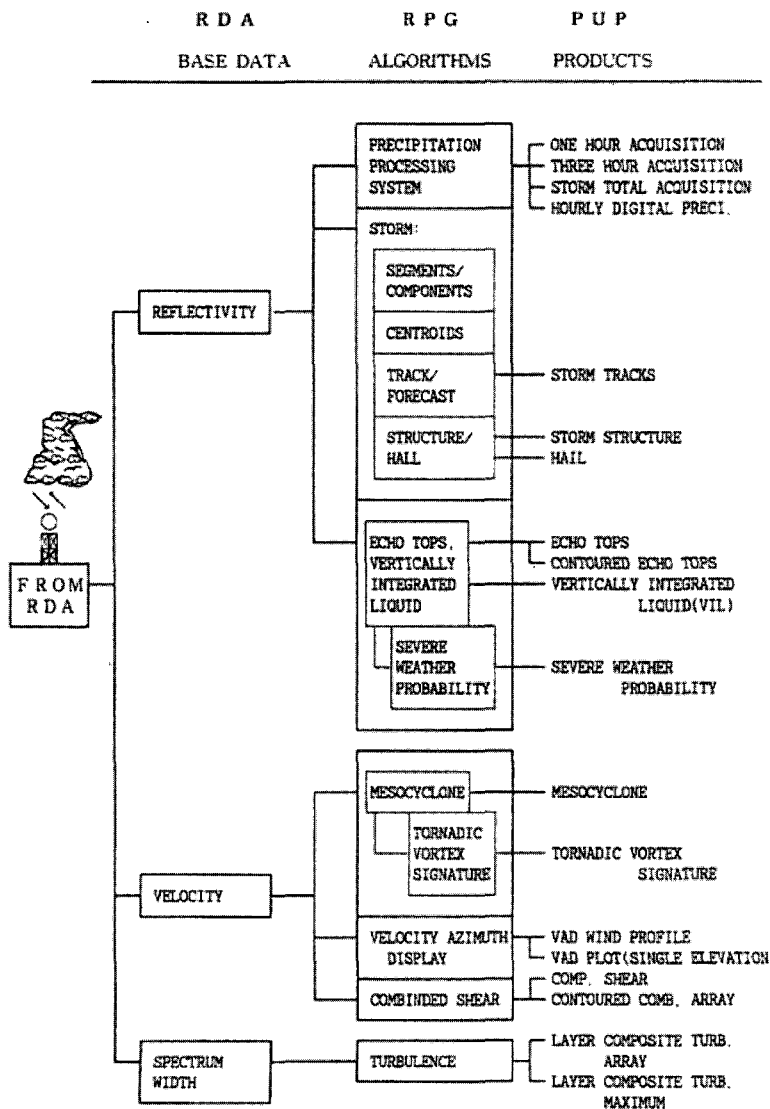 R D A R P G P U P
BASE DATA ALGORITHMS PRODUCTS
PRECIPITATION
PROCESSING
SYSTEM
ONE HOUR ACQUISITION
THREE HOUR ACQUISITION
STORM TOTAL ACQUISITION
HOURLY DIGITAL PRECI.
STORM:
SEGMENTS/
COMPONENTS
REFLECTIVITY
CENTROIDS
TRACK/
FORECAST
STORM TRACKS
STRUCTURE/
HALL
STORM STRUCTURE
HAIL
ECHO TOPS,
VERTICALLY
INTEGRATED
LIQUID
ECHO TOPS
CONTOURED ECHO TOPS
VERTICALLY INTEGRATED
LIQUID(VIL)
FROM
RDA
SEVERE
WEATHER
PROBABILITY
SEVERE WEATHER
PROBABILITY
MESOCYCLONE
MESOCYCLONE
TORNADIC
VORTEX
SIGNATURE
TORNADIC VORTEX
SIGNATURE
VELOCITY
VELOCITY AZIMUTH
DISPLAY
VAD WIND PROFILE
VAD PLOT(SINGLE ELEVATION
COMBINDED SHEAR
COMP. SHEAR
CONTOURED COMB. ARRAY
SPECTRUM
WIDTH
TURBULENCE
LAYER COMPOSITE TURB.
ARRAY
LAYER COMPOSITE TURB.
MAXIMUM